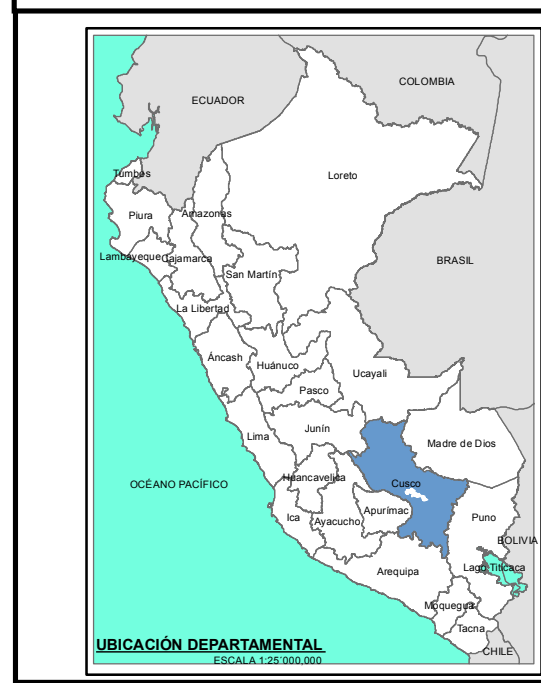 COLOMBIA
ECUADOR
Tumbes
Loreto
Piura
Amazonas
Lambayeque
Cajamarca
BRASIL
San Martín
La Libertad
Áncash
Huánuco
Ucayali
Pasco
Junín
Lima
Madre de Dios
OCÉANO PACÍFICO
Huancavelica
Cusco
Ica
Ayacucho
Apurímac
Puno
BOLIVIA
Lago Titicaca
Arequipa
Moquegua
Tacna
UBICACIÓN DEPARTAMENTAL
CHILE
ESCALA 1:25'000,000